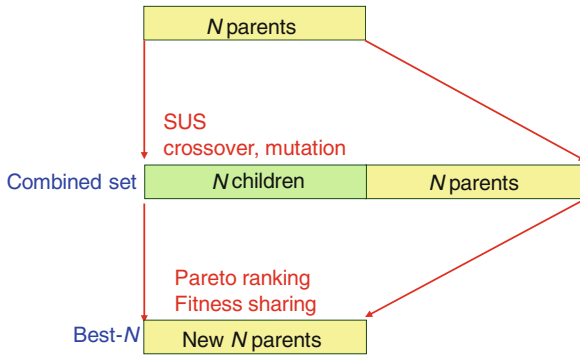 N parents
SUS
crossover, mutation
Combined set
N children
N parents
Pareto ranking
Fitness sharing
Best-N
New N parents